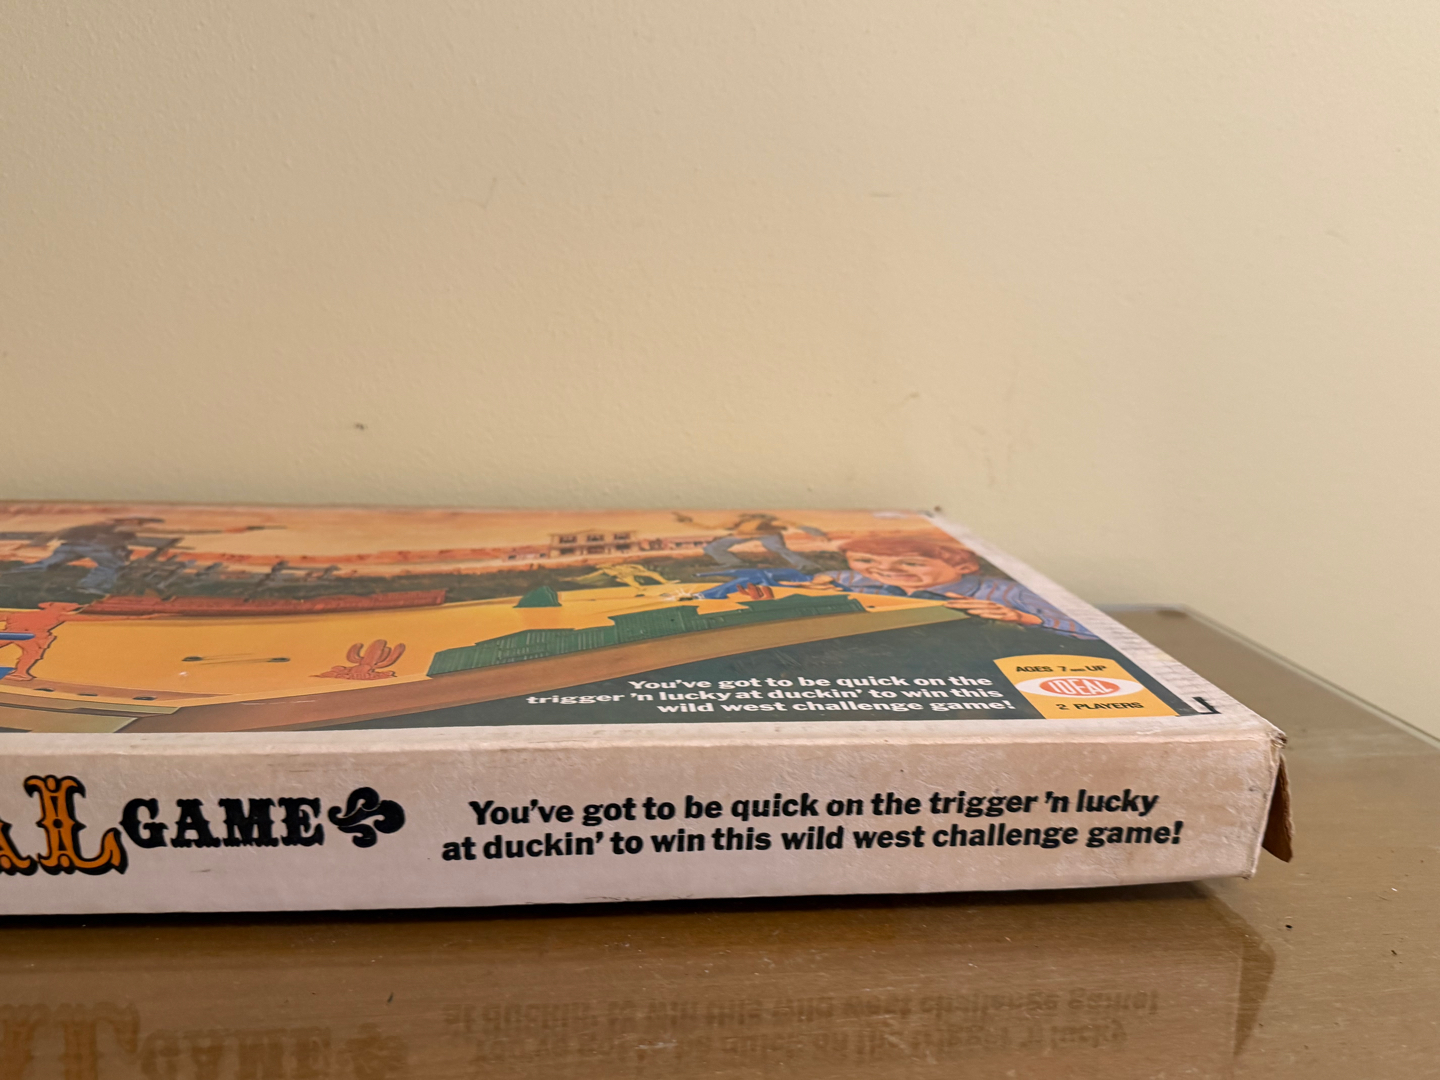 You've got to be quick on the
trigger 'n lucky at duckin' to win this
wild west challenge game!
AGES 7 AND UP
IDEAL
2 PLAYERS
AL GAME
You've got to be quick on the trigger 'n lucky
at duckin' to win this wild west challenge game!